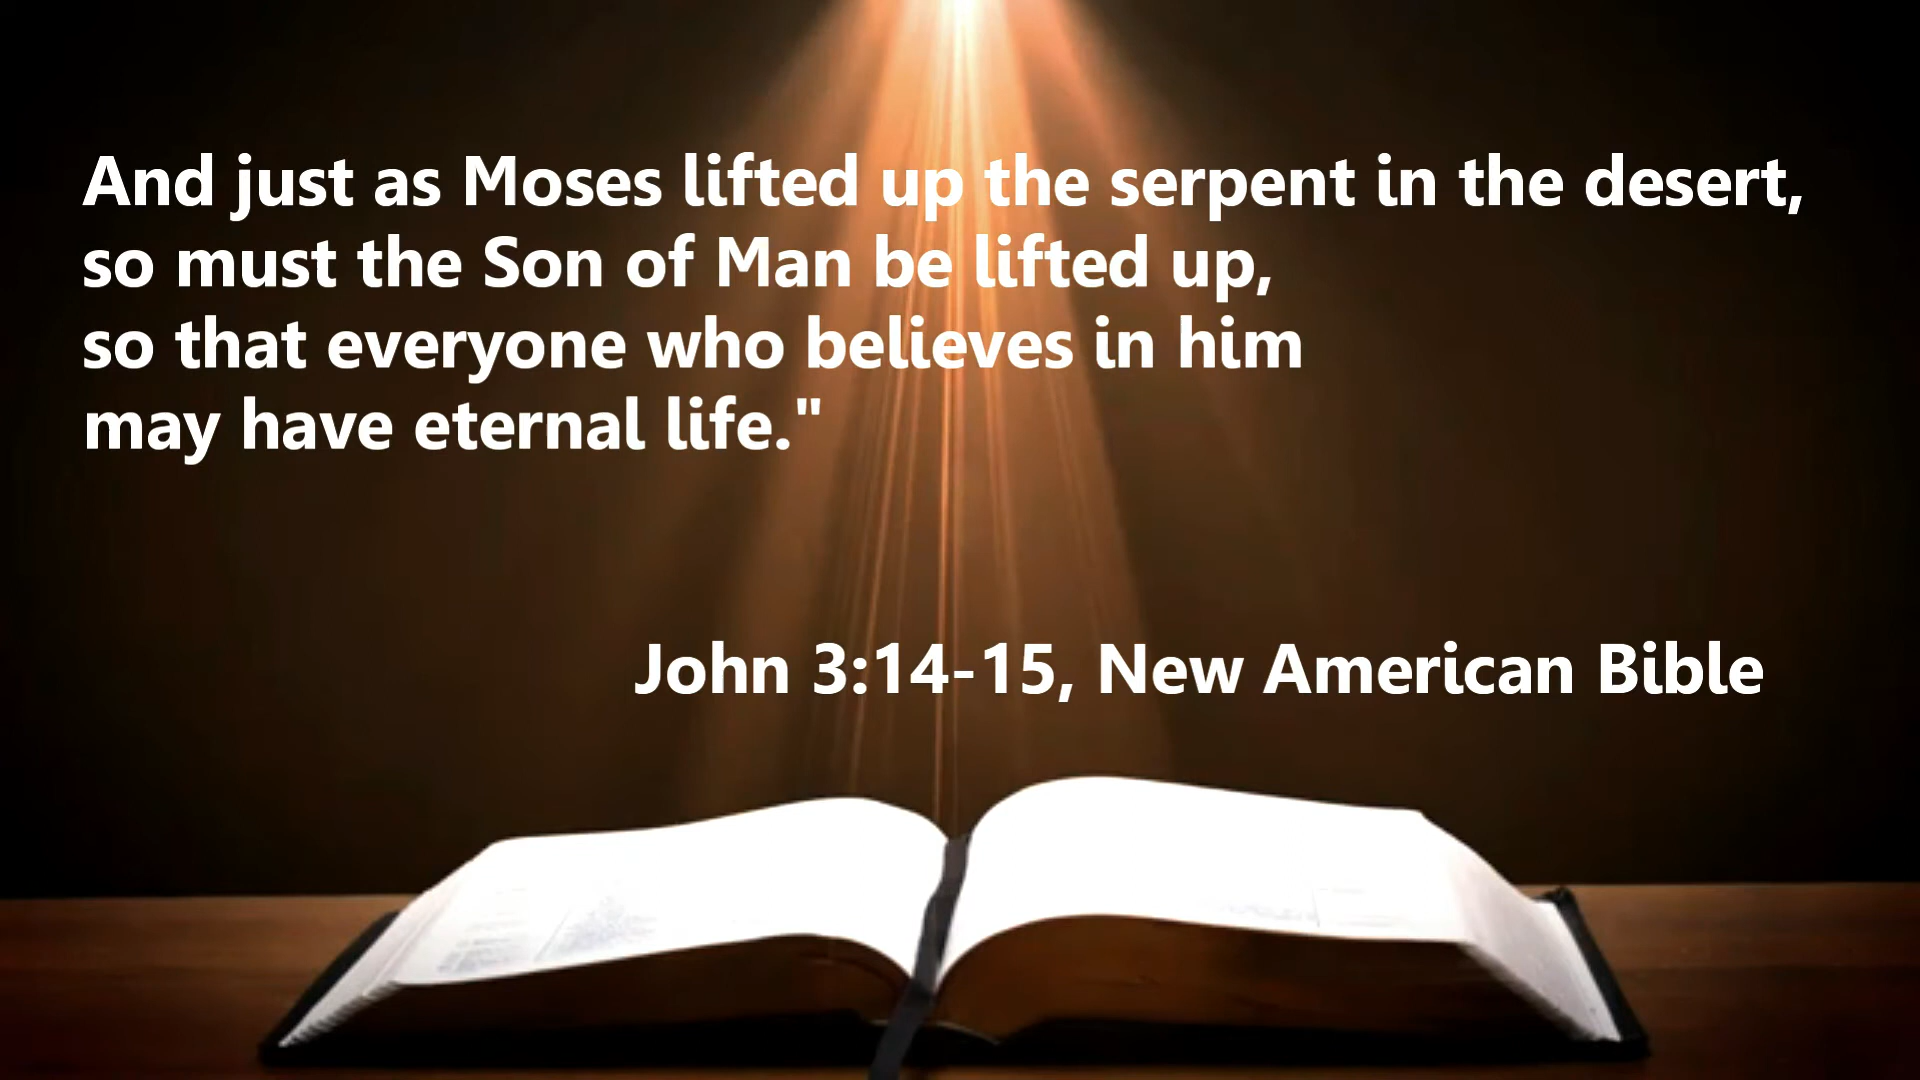 And just as Moses lifted up the serpent in the desert,
so must the Son of Man be lifted up,
so that everyone who believes in him
may have eternal life."
John 3:14-15, New American Bible